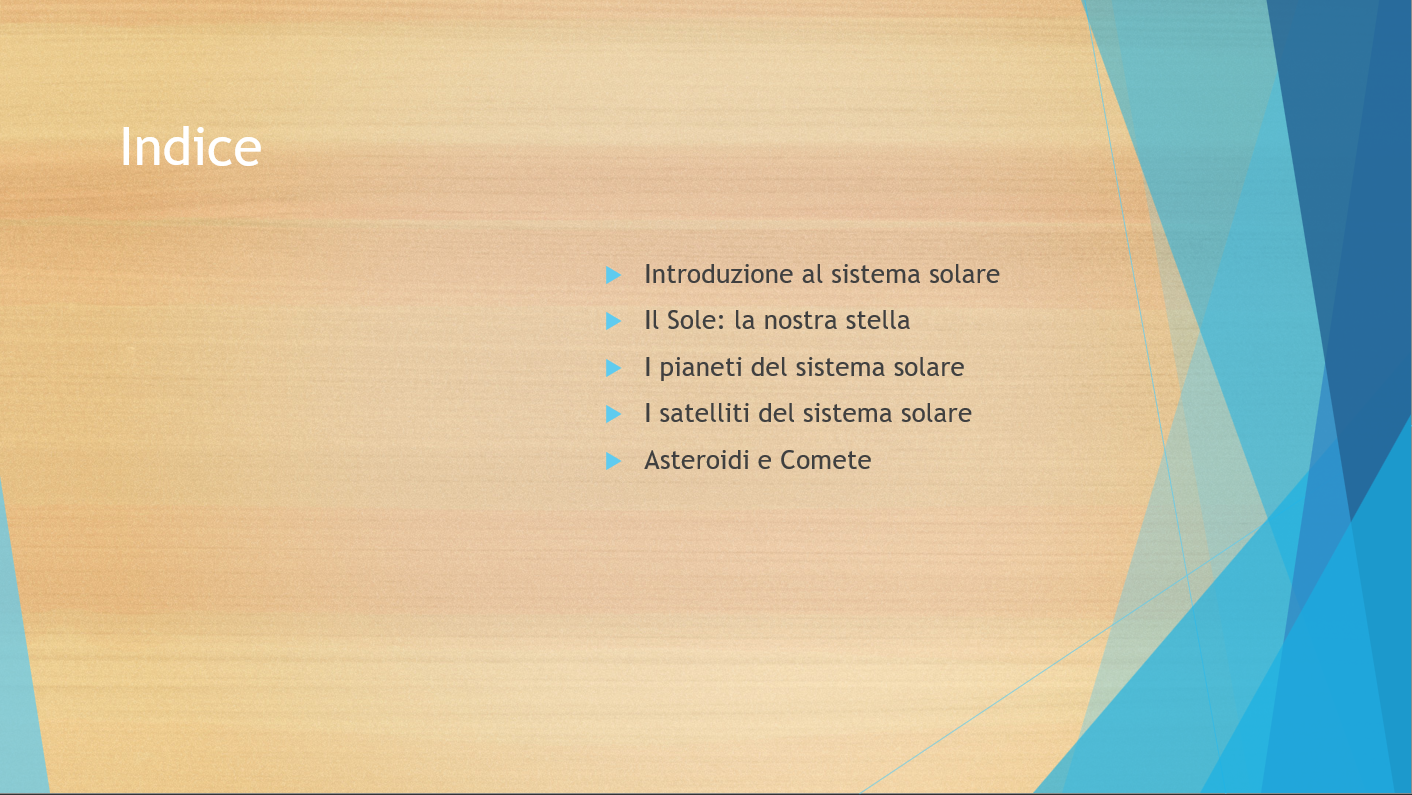 Indice
Introduzione al sistema solare
Il Sole: la nostra stella
I pianeti del sistema solare
I satelliti del sistema solare
Asteroidi e Comete